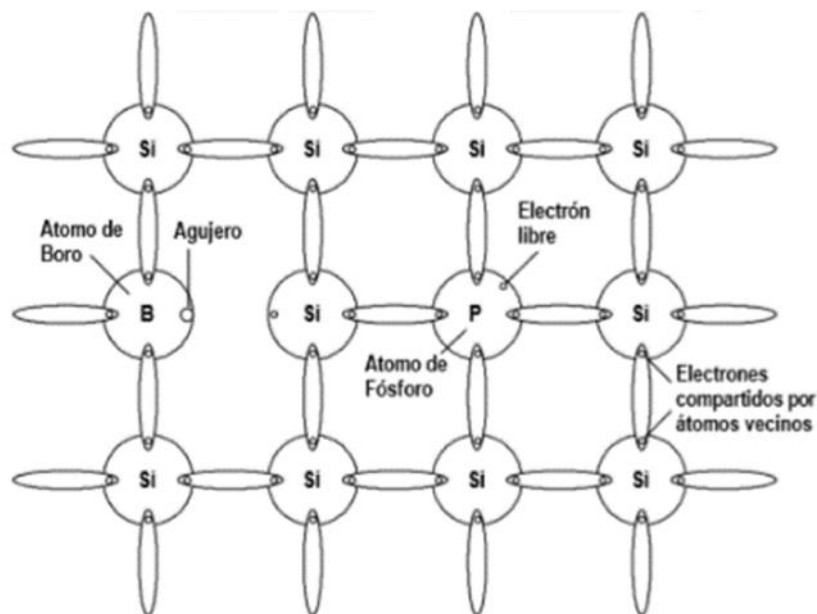 Si
Si
Si
Si
Atomo de
Boro
Agujero
Electrón
libre
B
Si
P
Si
Atomo de
Fósforo
Electrones
compartidos por
átomos vecinos
Si
Si
Si
Si